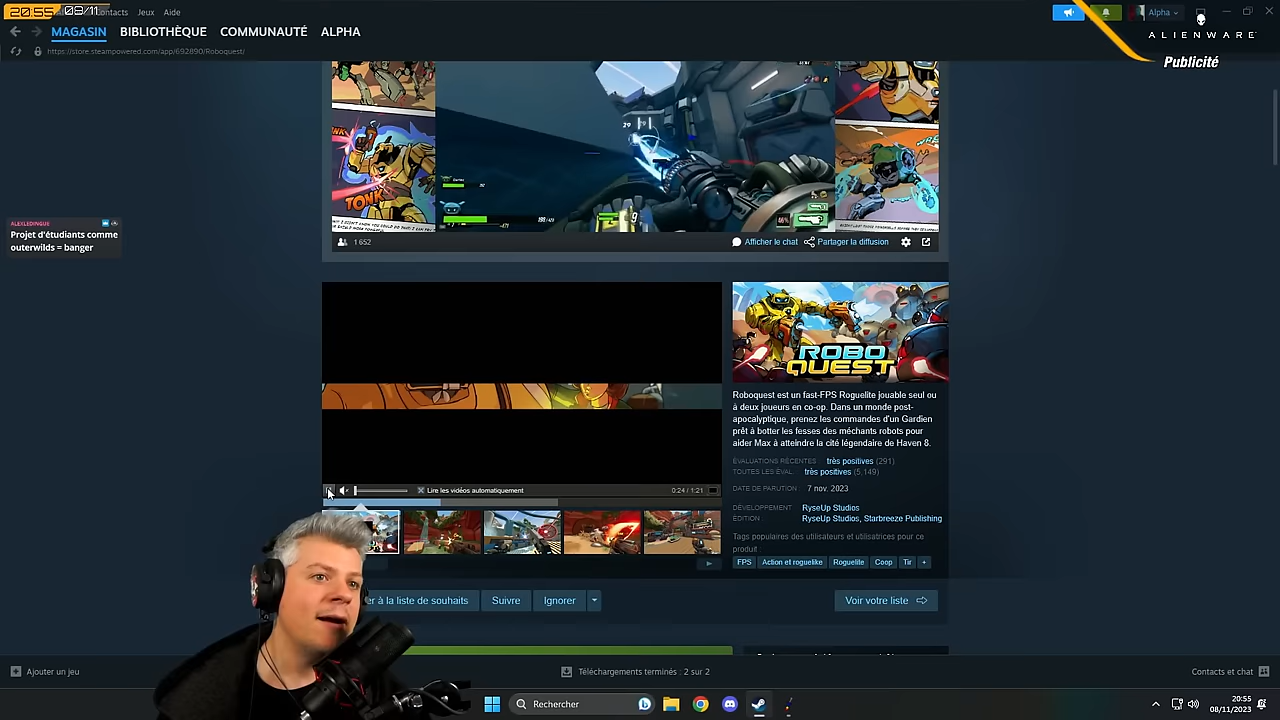 20:55 08/11
Contacts Jeux Aide
Alpha
MAGASIN BIBLIOTHÈQUE COMMUNAUTÉ ALPHA
ALIENWARE
https://store.steampowered.com/app/692890/Roboquest/
Publicité
TONK
29
TONK!
ALEXLEDINGUE
Projet d'étudiants comme
outerwilds = banger
1 652
Afficher le chat
Partager la diffusion
ROBO
QUEST
Roboquest est un fast-FPS Roguelite jouable seul ou
à deux joueurs en co-op. Dans un monde post-
apocalyptique, prenez les commandes d'un Gardien
prêt à botter les fesses des méchants robots pour
aider Max à atteindre la cité légendaire de Haven 8.
ÉVALUATIONS RÉCENTES : très positives (291)
TOUTES LES ÉVAL. : très positives (5,149)
DATE DE PARUTION : 7 nov. 2023
Lire les vidéos automatiquement
0:24 / 1:21
DÉVELOPPEMENT : RyseUp Studios
ÉDITION : RyseUp Studios, Starbreeze Publishing
Tags populaires des utilisateurs et utilisatrices pour ce
produit :
FPS Action et roguelike Roguelite Coop Tir +
er à la liste de souhaits
Suivre
Ignorer
Voir votre liste
Ajouter un jeu
Téléchargements terminés : 2 sur 2
Contacts et chat
Rechercher
20:55
08/11/2023